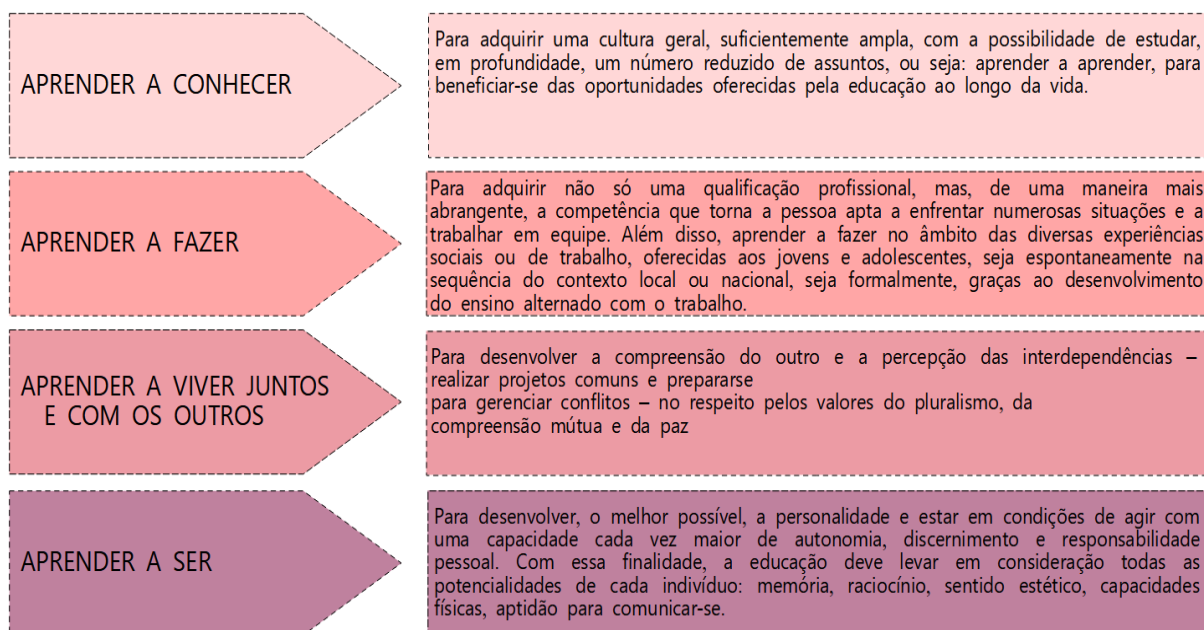 APRENDER A CONHECER
Para adquirir uma cultura geral, suficientemente ampla, com a possibilidade de estudar,
em profundidade, um número reduzido de assuntos, ou seja: aprender a aprender, para
beneficiar-se das oportunidades oferecidas pela educação ao longo da vida.
APRENDER A FAZER
Para adquirir não só uma qualificação profissional, mas, de uma maneira mais
abrangente, a competência que torna a pessoa apta a enfrentar numerosas situações e a
trabalhar em equipe. Além disso, aprender a fazer no âmbito das diversas experiências
sociais ou de trabalho, oferecidas aos jovens e adolescentes, seja espontaneamente na
sequência do contexto local ou nacional, seja formalmente, graças ao desenvolvimento
do ensino alternado com o trabalho.
APRENDER A VIVER JUNTOS
E COM OS OUTROS
Para desenvolver a compreensão do outro e a percepção das interdependências –
realizar projetos comuns e prepararse
para gerenciar conflitos – no respeito pelos valores do pluralismo, da
compreensão mútua e da paz
APRENDER A SER
Para desenvolver, o melhor possível, a personalidade e estar em condições de agir com
uma capacidade cada vez maior de autonomia, discernimento e responsabilidade
pessoal. Com essa finalidade, a educação deve levar em consideração todas as
potencialidades de cada indivíduo: memória, raciocínio, sentido estético, capacidades
físicas, aptidão para comunicar-se.